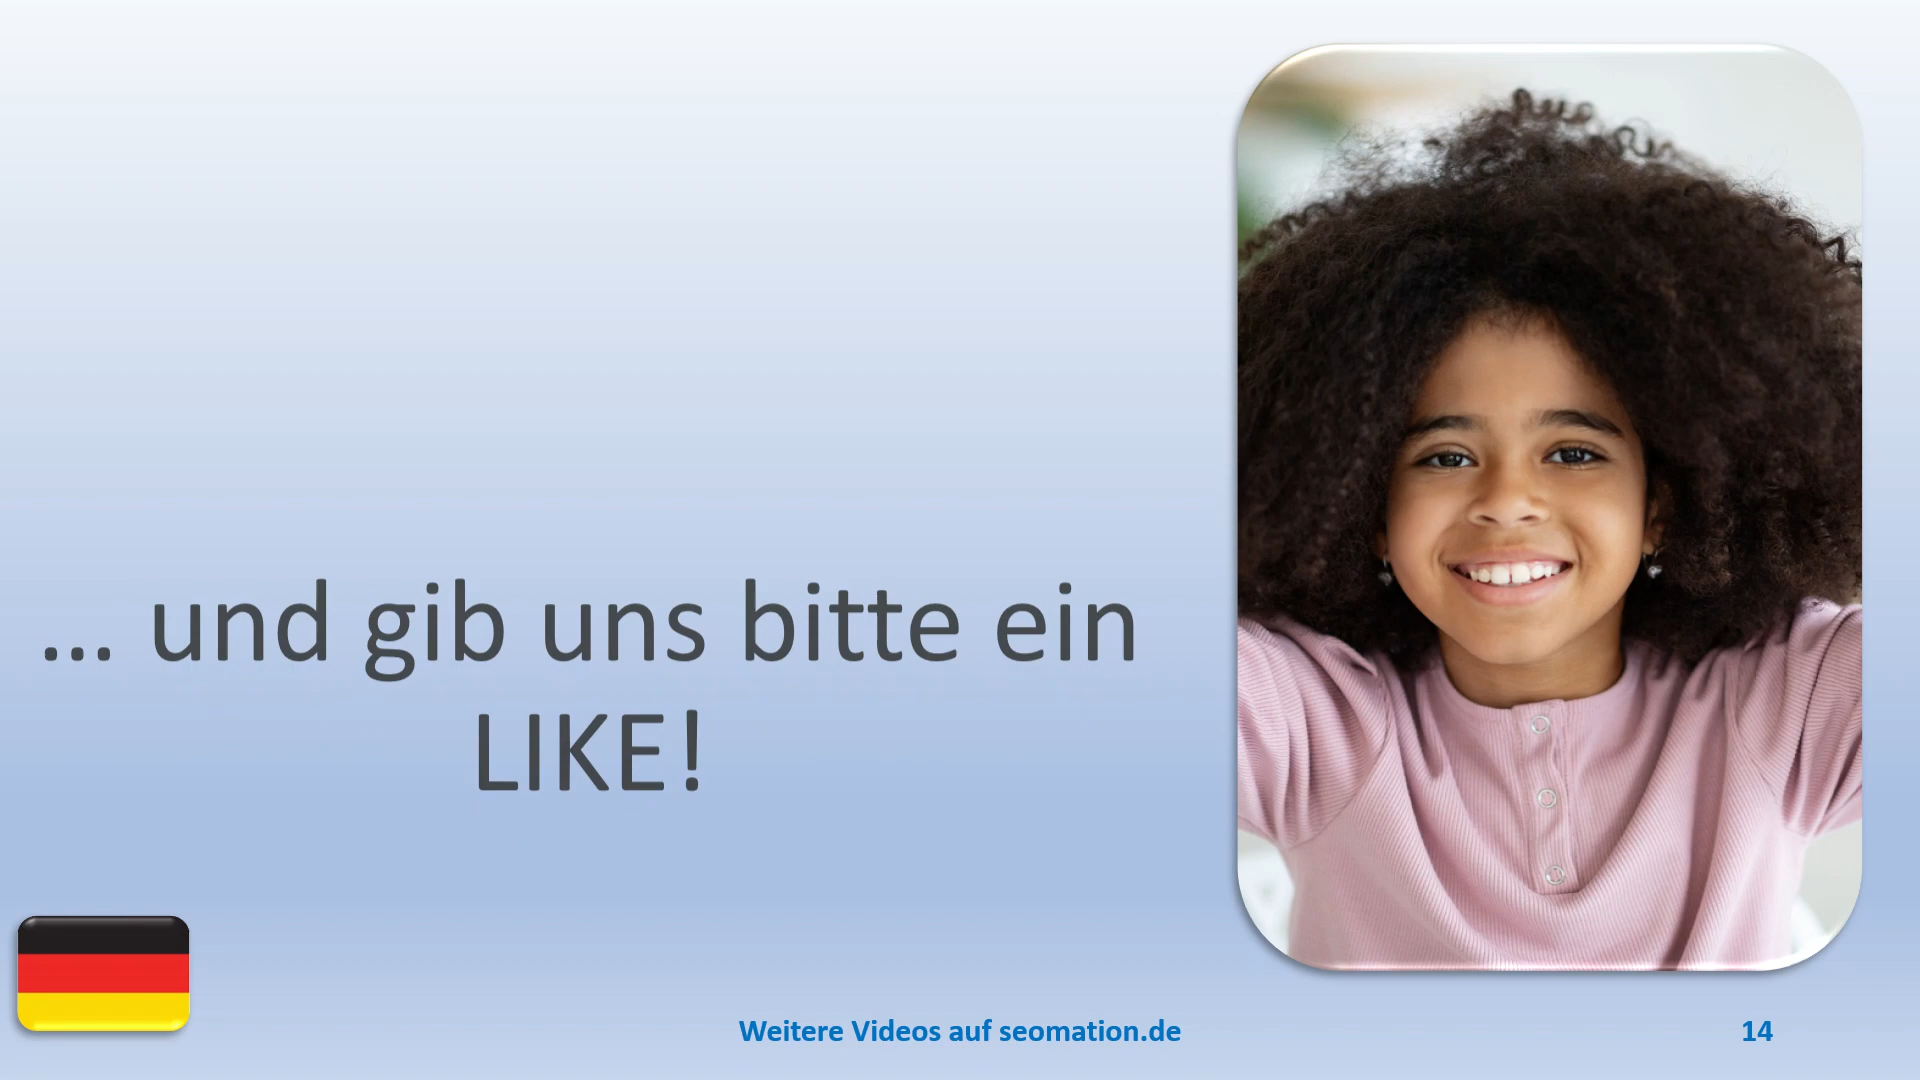 ... und gib uns bitte ein
LIKE!
Weitere Videos auf seomation.de
14